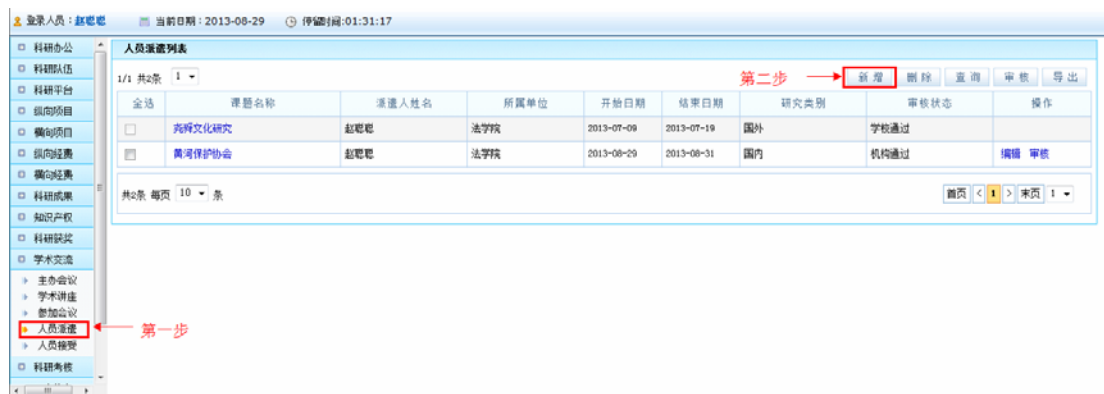 登录人员：赵聪聪 当前日期：2013-08-29 停留时间:01:31:17
科研办公
科研队伍
科研平台
纵向项目
横向项目
纵向经费
横向经费
科研成果
知识产权
科研获奖
学术交流
主办会议
学术讲座
参加会议
人员派遣
人员接受
科研考核
第一步
人员派遣列表
1/1 共2条 1
第二步
新增 删除 查询 审核 导出
全选 课题名称 派遣人姓名 所属单位 开始日期 结束日期 研究类别 审核状态 操作
尧舜文化研究 赵聪聪 法学院 2013-07-09 2013-07-19 国外 学校通过
黄河保护协会 赵聪聪 法学院 2013-08-29 2013-08-31 国内 机构通过 编辑 审核
共2条 每页 10 条 首页 < 1 > 末页 1